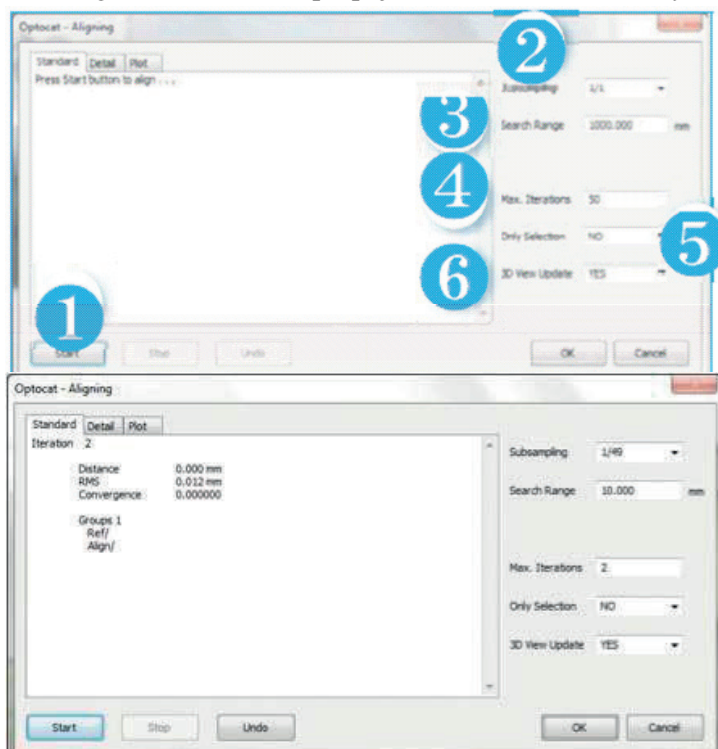 Optocat - Aligning
2
Standard Detail Plot
Press Start button to align . . .
Subsampling 1/1
3
Search Range 1000.000 mm
4
Max. Iterations 50
Only Selection NO
5
6
3D View Update YES
1
Start Stop Undo OK Cancel
Optocat - Aligning
Standard Detail Plot
Iteration 2
Subsampling 1/49
Distance 0.000 mm
RMS 0.012 mm
Convergence 0.000000
Search Range 10.000 mm
Groups 1
Ref/
Align/
Max. Iterations 2
Only Selection NO
3D View Update YES
Start Stop Undo OK Cancel